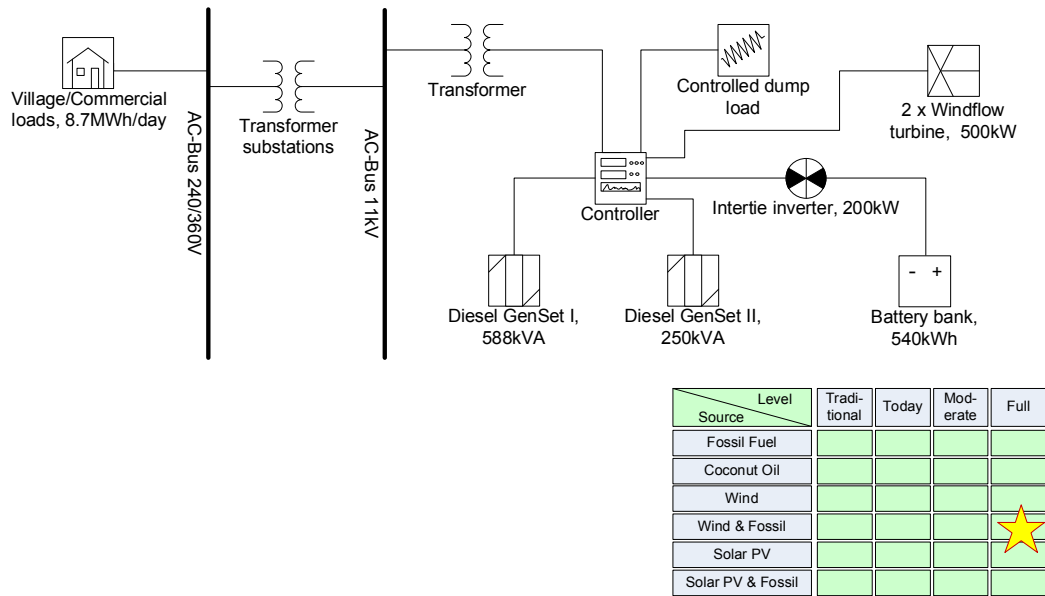 Village/Commercial
loads, 8.7MWh/day
AC-Bus 240/360V
Transformer
substations
AC-Bus 11kV
Transformer
Controlled dump
load
2 x Windflow
turbine,  500kW
Controller
Intertie inverter, 200kW
Diesel GenSet I,
588kVA
Diesel GenSet II,
250kVA
- +
Battery bank,
540kWh
Level
Source
Tradi-
tional
Today
Mod-
erate
Full
Fossil Fuel
Coconut Oil
Wind
Wind & Fossil
Solar PV
Solar PV & Fossil